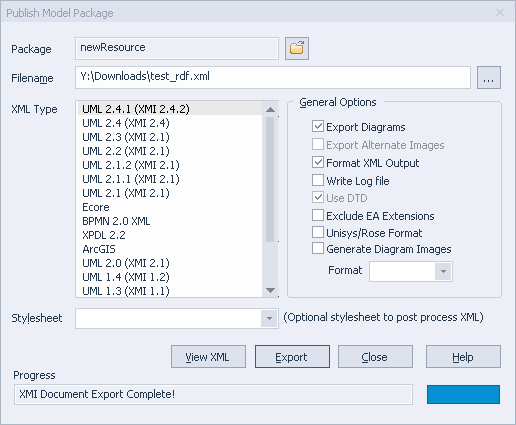 Publish Model Package
Package
newResource
Filename
Y:\Downloads\test_rdf.xml
...
XML Type
UML 2.4.1 (XMI 2.4.2)
UML 2.4 (XMI 2.4)
UML 2.3 (XMI 2.1)
UML 2.2 (XMI 2.1)
UML 2.1.2 (XMI 2.1)
UML 2.1.1 (XMI 2.1)
UML 2.1 (XMI 2.1)
Ecore
BPMN 2.0 XML
XPDL 2.2
ArcGIS
UML 2.0 (XMI 2.1)
UML 1.4 (XMI 1.2)
UML 1.3 (XMI 1.1)
General Options
Export Diagrams
Export Alternate Images
Format XML Output
Write Log file
Use DTD
Exclude EA Extensions
Unisys/Rose Format
Generate Diagram Images
Format
Stylesheet
(Optional stylesheet to post process XML)
View XML
Export
Close
Help
Progress
XMI Document Export Complete!